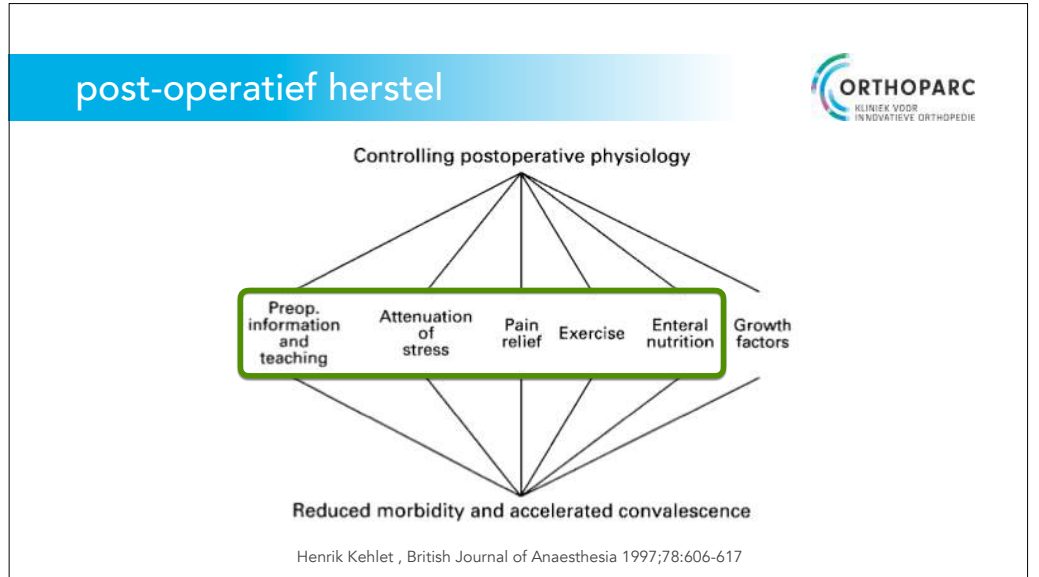 post-operatief herstel
ORTHOPARC
KLINIEK VOOR
INNOVATIEVE ORTHOPEDIE
Controlling postoperative physiology
Preop.
information
and
teaching
Attenuation
of
stress
Pain
relief
Exercise
Enteral
nutrition
Growth
factors
Reduced morbidity and accelerated convalescence
Henrik Kehlet , British Journal of Anaesthesia 1997;78:606-617